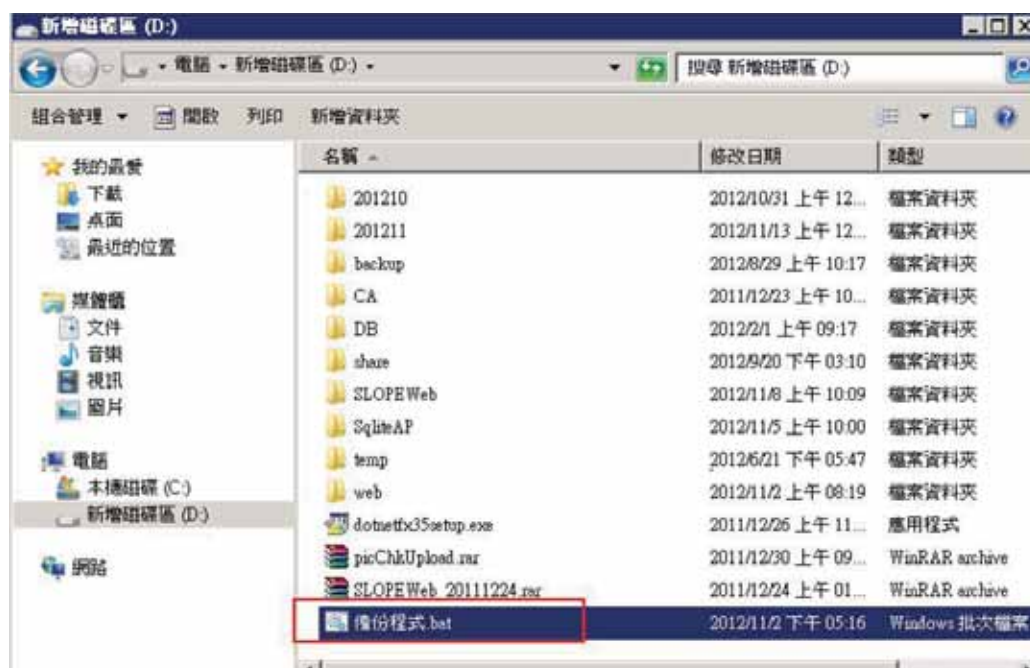 新增磁碟區 (D:)
電腦 新增磁碟區 (D:) 搜尋 新增磁碟區 (D:)
組合管理 開啟 列印 新增資料夾
我的最愛
下載
桌面
最近的位置
媒體櫃
文件
音樂
視訊
圖片
電腦
本機磁碟 (C:)
新增磁碟區 (D:)
網路
名稱 修改日期 類型
201210 2012/10/31 上午 12... 檔案資料夾
201211 2012/11/13 上午 12... 檔案資料夾
backup 2012/8/29 上午 10:17 檔案資料夾
CA 2011/12/23 上午 10... 檔案資料夾
DB 2012/2/1 上午 09:17 檔案資料夾
share 2012/9/20 下午 03:10 檔案資料夾
SLOPEWeb 2012/11/8 上午 10:09 檔案資料夾
SqliteAP 2012/11/5 上午 10:00 檔案資料夾
temp 2012/6/21 下午 05:47 檔案資料夾
web 2012/11/2 上午 08:19 檔案資料夾
dotnetfx35setup.exe 2011/12/26 上午 11... 應用程式
picChkUpload.rar 2011/12/30 上午 09... WinRAR archive
SLOPEWeb_20111224.rar 2011/12/24 上午 01... WinRAR archive
備份程式.bat 2012/11/2 下午 05:16 Windows 批次檔案